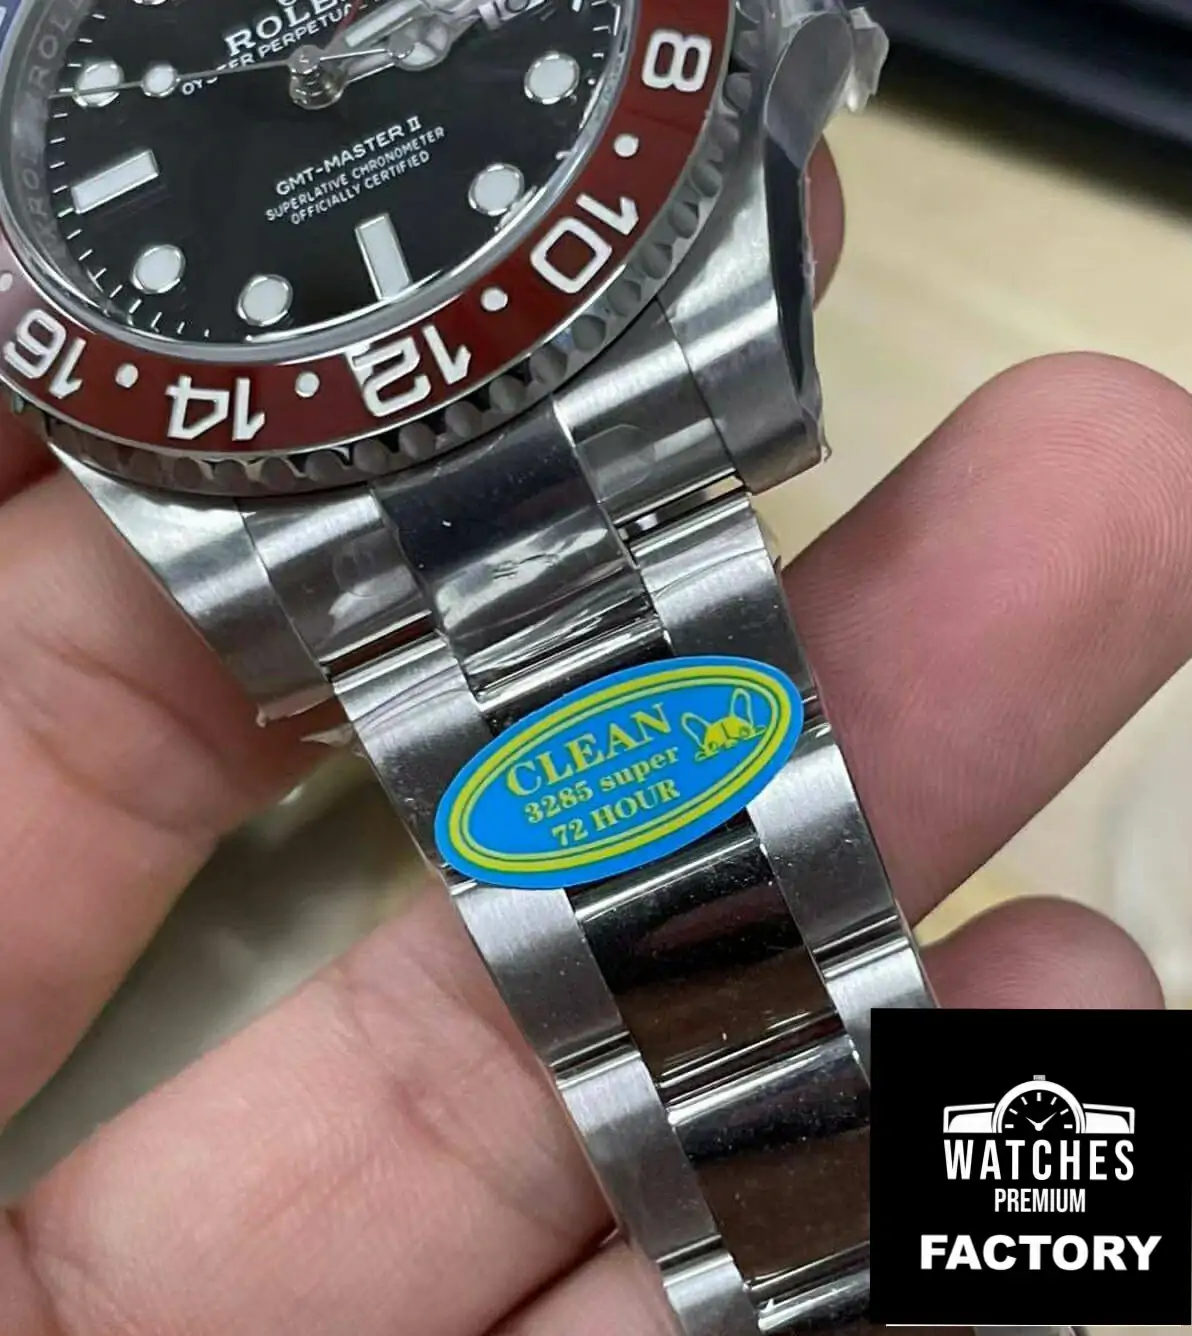 ROLEX
OYSTER PERPETUAL
GMT-MASTER II
SUPERLATIVE CHRONOMETER
OFFICIALLY CERTIFIED
8
10
12
14
16
CLEAN
3285 super
72 HOUR
WATCHES
PREMIUM
FACTORY